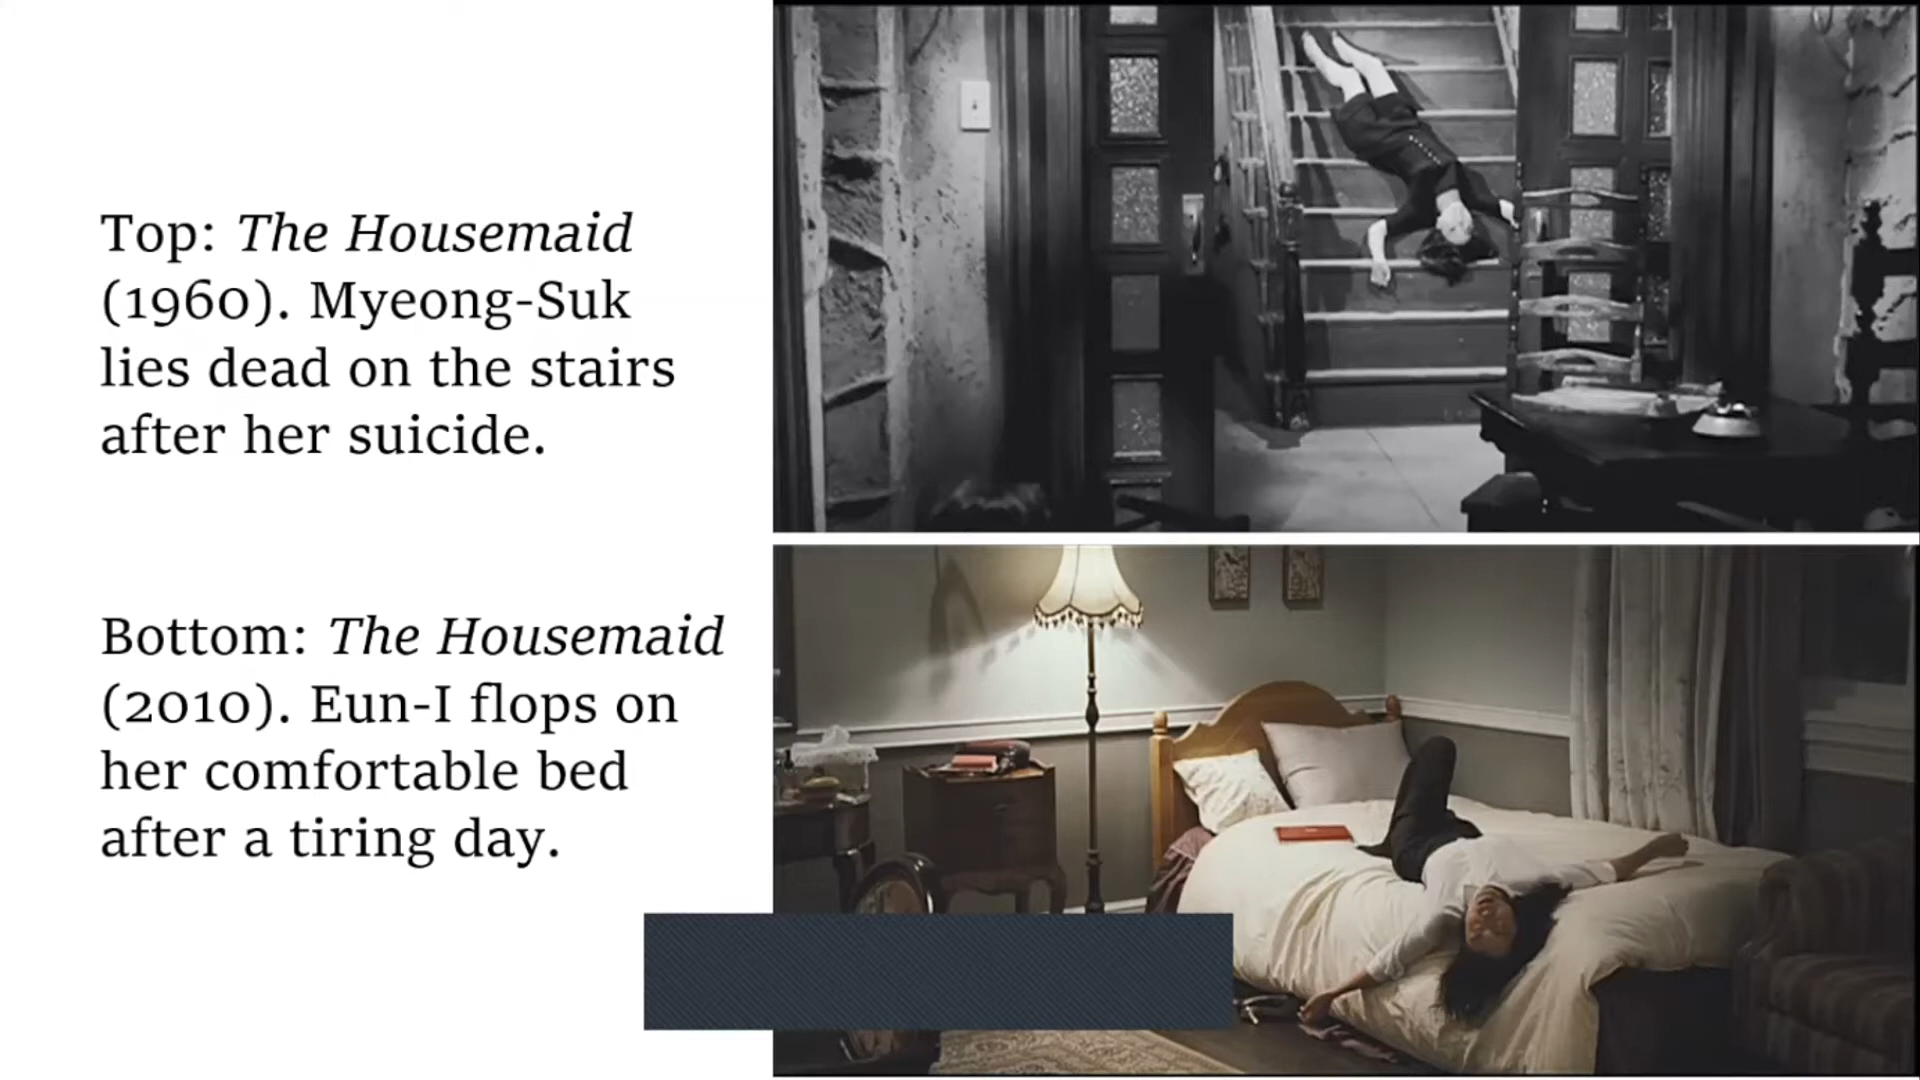 Top: The Housemaid
(1960). Myeong-Suk
lies dead on the stairs
after her suicide.
Bottom: The Housemaid
(2010). Eun-I flops on
her comfortable bed
after a tiring day.